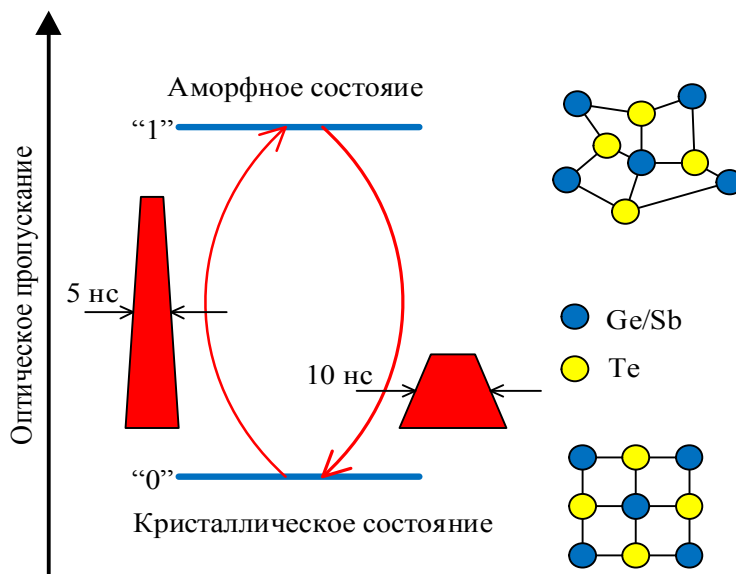 Оптическое пропускание
Аморфное состояие
“1”
5 нс
10 нс
Ge/Sb
Te
“0”
Кристаллическое состояние